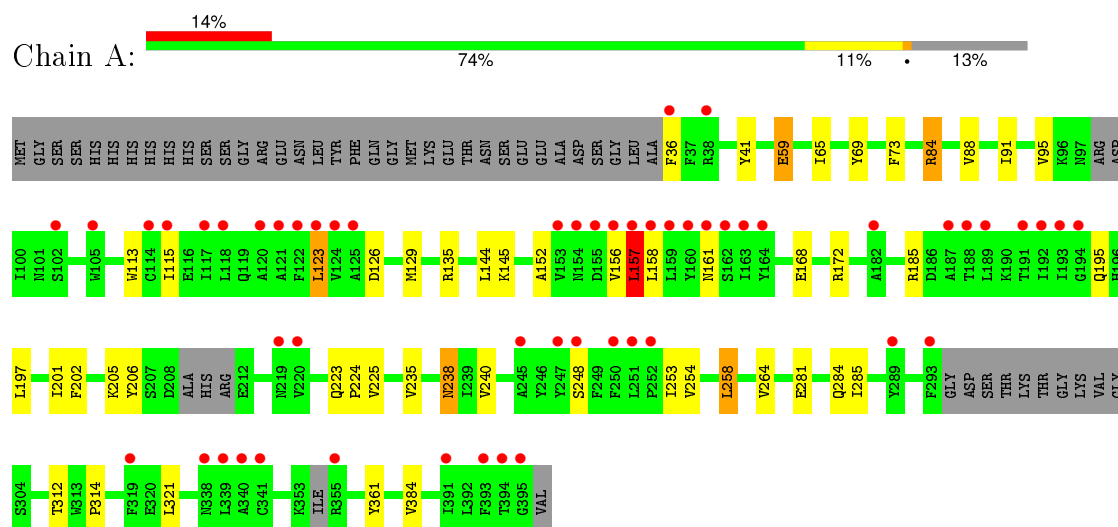 14%
Chain A:
74% 11% • 13%
MET GLY SER SER HIS HIS HIS HIS HIS HIS SER SER GLY ARG GLU ASN LEU TYR PHE GLN GLY MET LYS GLU THR ASN SER GLU GLU ALA ASP SER GLY LEU ALA F36 F37 R38 Y41 E59 I65 Y69 F73 R84 V88 I91 V95 K96 N97 ARG ASP
I100 N101 S102 W105 W113 C114 I115 E116 I117 L118 Q119 A120 A121 F122 L123 V124 A125 D126 M129 R135 L144 K145 A152 V153 N154 D155 V156 L157 L158 L159 Y160 N161 S162 I163 Y164 E168 R172 A182 R185 D186 A187 T188 L189 K190 T191 I192 I193 G194 Q195 H196
L197 I201 F202 K205 Y206 S207 D208 ALA HIS ARG E212 N219 V220 Q223 P224 V225 V235 N238 I239 V240 A245 Y246 Y247 S248 F249 F250 L251 P252 I253 V254 L258 V264 E281 Q284 I285 Y289 F293 GLY ASP SER THR LYS THR GLY LYS VAL GLY
S304 T312 W313 P314 F319 E320 L321 N338 L339 A340 C341 K353 ILE R355 Y361 V384 I391 L392 F393 T394 G395 VAL